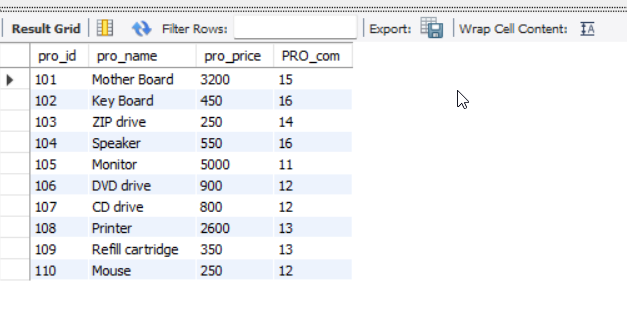 Result Grid Filter Rows: Export: Wrap Cell Content: IA
pro_id pro_name pro_price PRO_com
101 Mother Board 3200 15
102 Key Board 450 16
103 ZIP drive 250 14
104 Speaker 550 16
105 Monitor 5000 11
106 DVD drive 900 12
107 CD drive 800 12
108 Printer 2600 13
109 Refill cartridge 350 13
110 Mouse 250 12